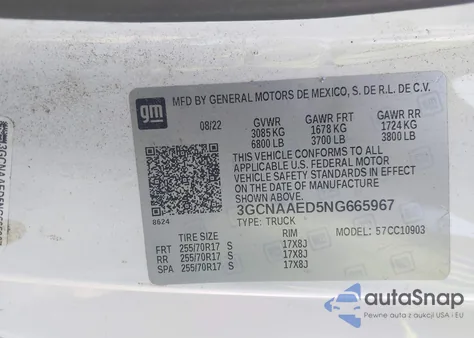 gm
MFD BY GENERAL MOTORS DE MEXICO, S. DE R.L. DE C.V.
08/22 GVWR GAWR FRT GAWR RR
3085 KG 1678 KG 1724 KG
6800 LB 3700 LB 3800 LB
THIS VEHICLE CONFORMS TO ALL
APPLICABLE U.S. FEDERAL MOTOR
VEHICLE SAFETY STANDARDS IN EFFECT
ON THE DATE OF MANUFACTURE SHOWN ABOVE.
3GCNAAED5NG665967
TYPE: TRUCK
8624
TIRE SIZE RIM MODEL: 57CC10903
FRT 255/70R17 S 17X8J
RR 255/70R17 S 17X8J
SPA 255/70R17 S 17X8J
autoSnap
Pewne auta z aukcji USA i EU